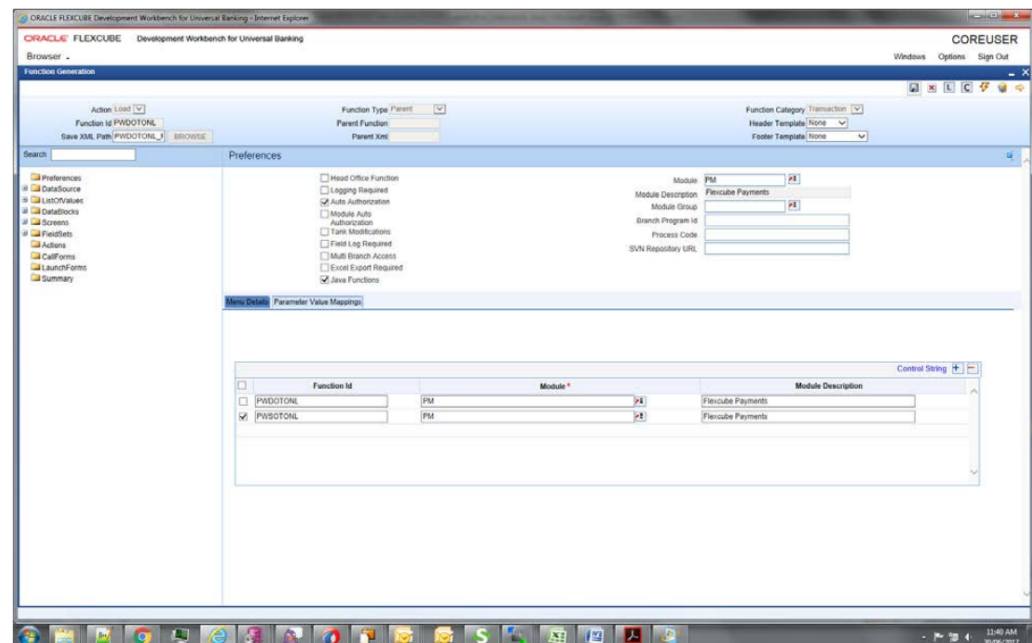 ORACLE FLEXCUBE Development Workbench for Universal Banking - Internet Explorer
ORACLE FLEXCUBE Development Workbench for Universal Banking COREUSER
Browser Windows Options Sign Out
Function Generation
L C
Action Load Function Type Parent Function Category Transaction
Function Id PWDOTONL Parent Function Header Template None
Save XML Path PWDOTONL_ BROWSE Parent Xml Footer Template None
Search Preferences
Preferences
DataSource
ListOfValues
DataBlocks
Screens
FieldSets
Actions
CallForms
LaunchForms
Summary
Head Office Function
Logging Required
Auto Authorization
Module Auto Authorization
Tank Modifications
Field Log Required
Multi Branch Access
Excel Export Required
Java Functions
Module PM
Module Description Flexcube Payments
Module Group
Branch Program Id
Process Code
SVN Repository URL
Menu Details Parameter Value Mappings
Control String + −
Function Id Module * Module Description
PWDOTONL PM Flexcube Payments
PWSOTONL PM Flexcube Payments
11:40 AM